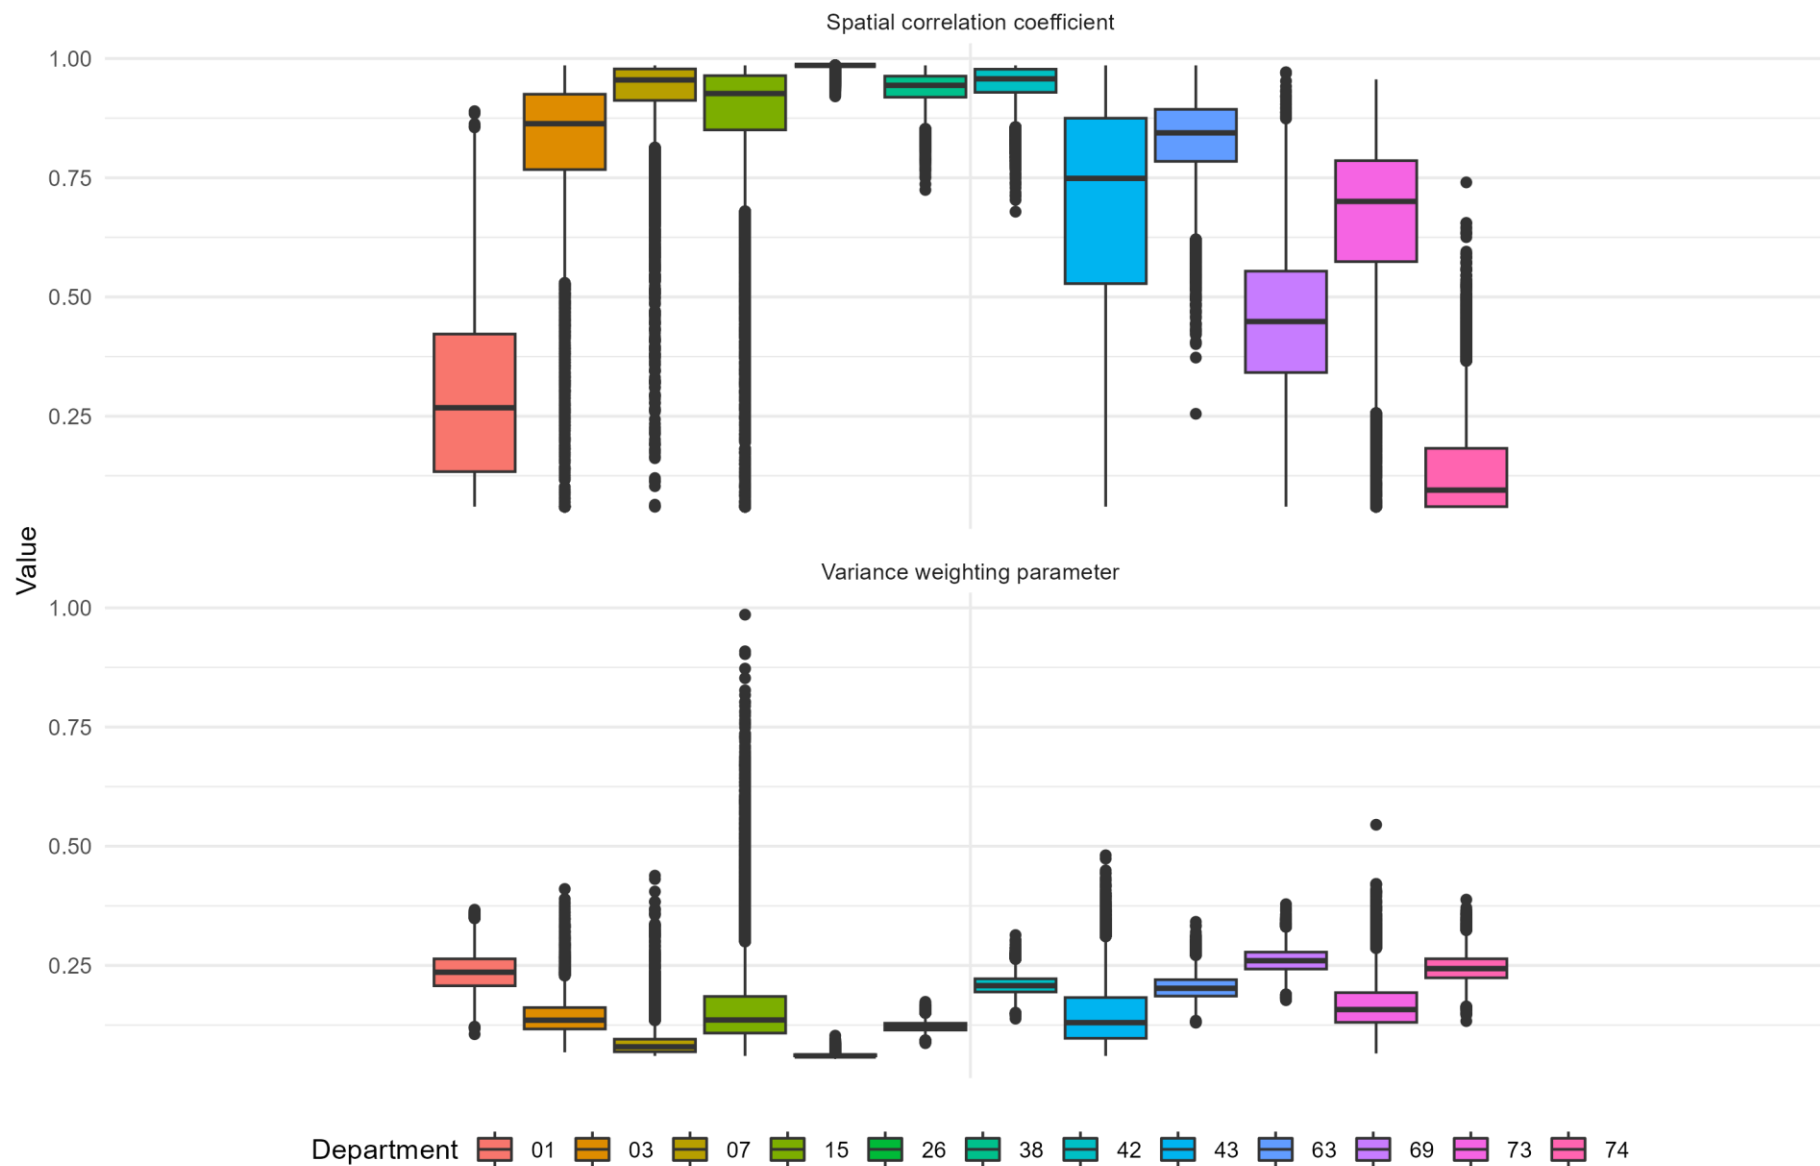 Spatial correlation coefficient
1.00
0.75
0.50
0.25
Value
Variance weighting parameter
1.00
0.75
0.50
0.25
Department 01 03 07 15 26 38 42 43 63 69 73 74